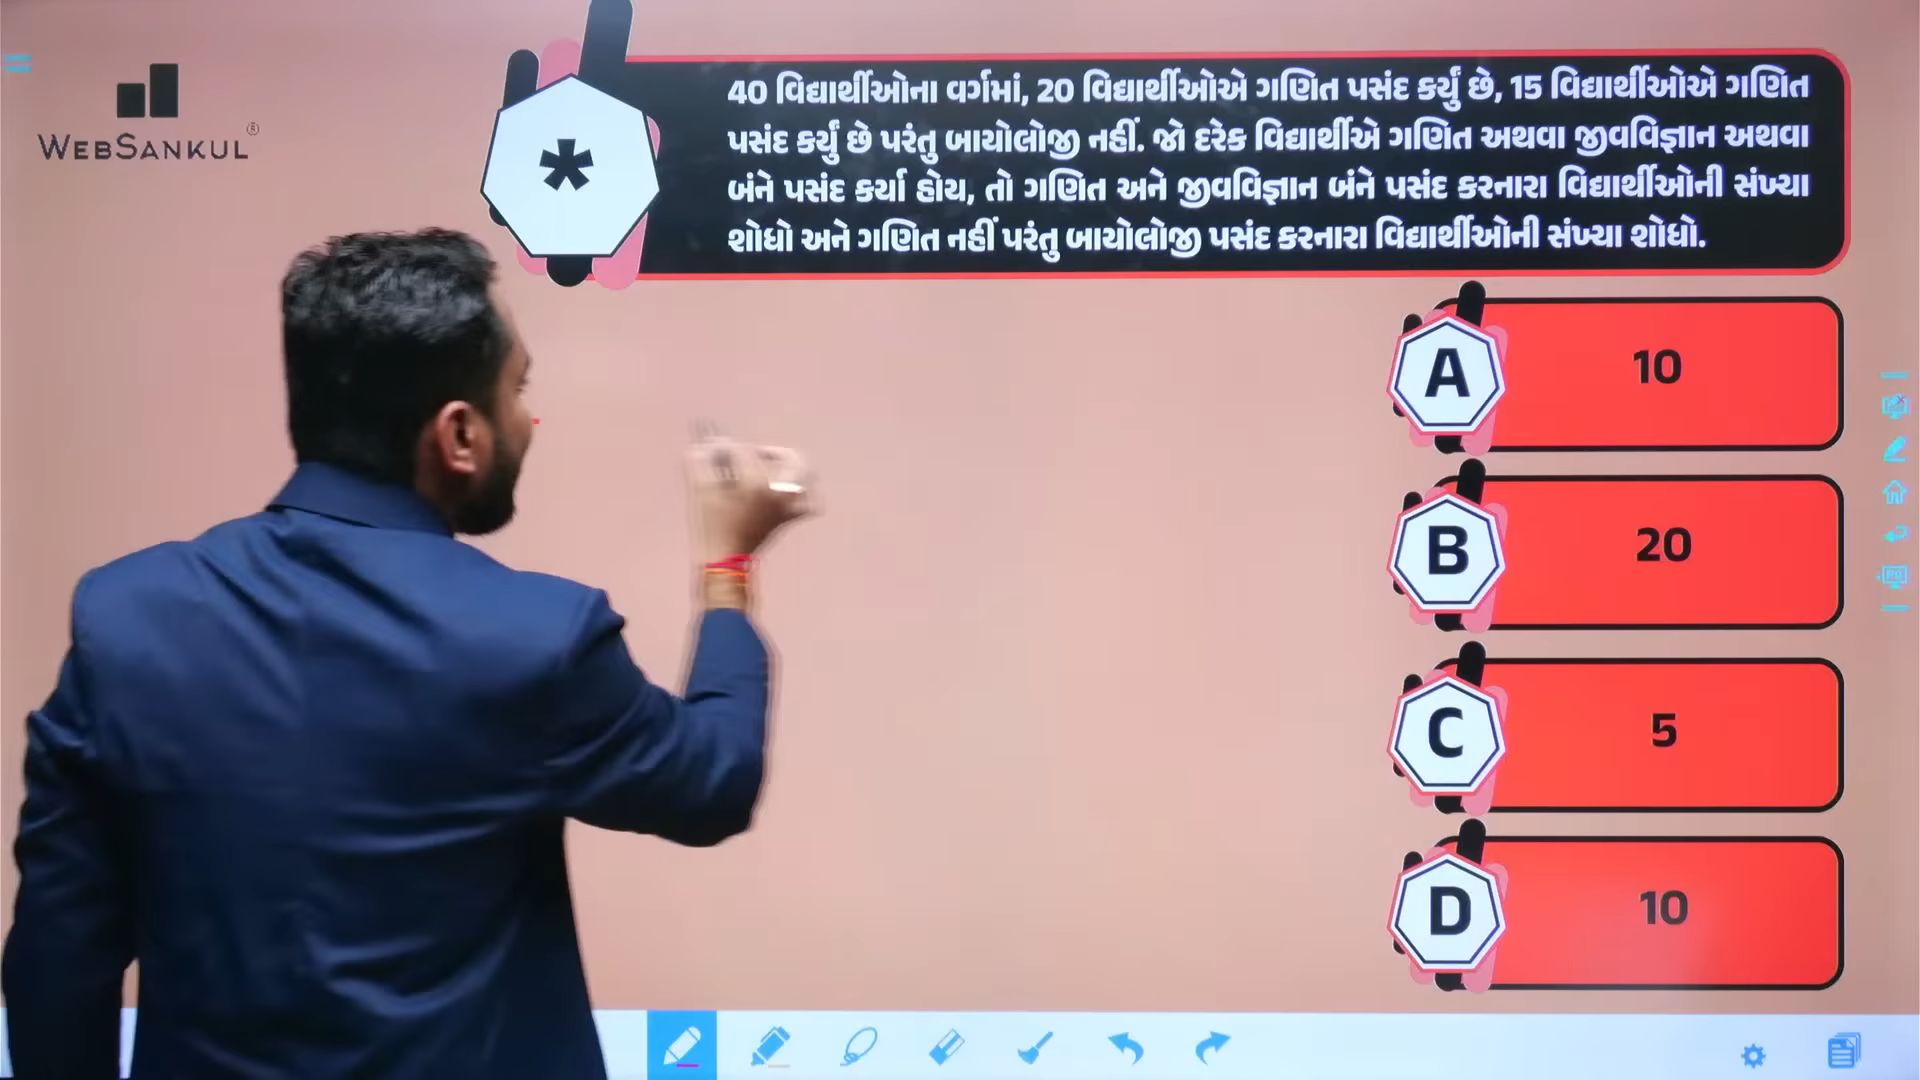 WEBSANKUL®
*
40 વિદ્યાર્થીઓના વર્ગમાં, 20 વિદ્યાર્થીઓએ ગણિત પસંદ કર્યું છે, 15 વિદ્યાર્થીઓએ ગણિત
પસંદ કર્યું છે પરંતુ બાયોલોજી નહીં. જો દરેક વિદ્યાર્થીએ ગણિત અથવા જીવવિજ્ઞાન અથવા
બંને પસંદ કર્યા હોય, તો ગણિત અને જીવવિજ્ઞાન બંને પસંદ કરનારા વિદ્યાર્થીઓની સંખ્યા
શોધો અને ગણિત નહીં પરંતુ બાયોલોજી પસંદ કરનારા વિદ્યાર્થીઓની સંખ્યા શોધો.
A 10
B 20
C 5
D 10